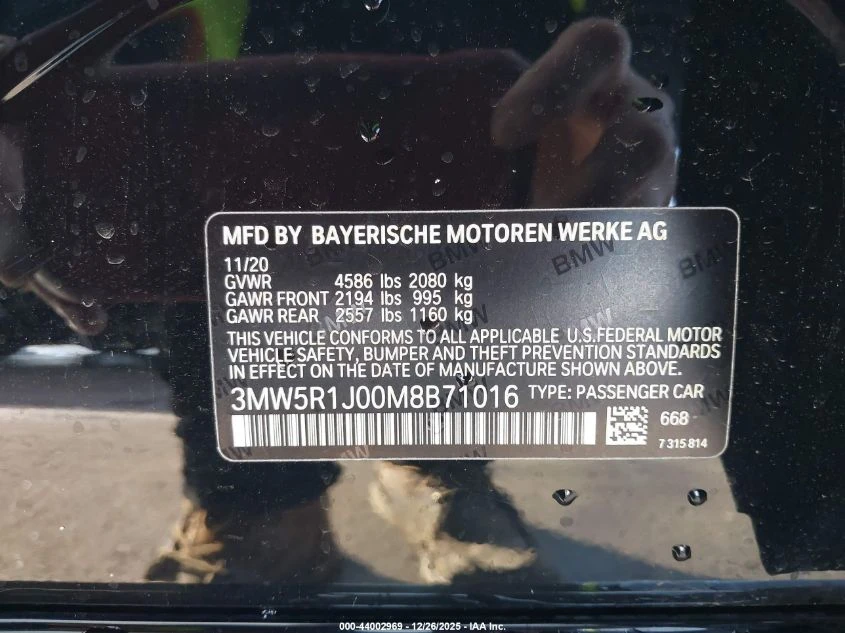 MFD BY BAYERISCHE MOTOREN WERKE AG
11/20
GVWR 4586 lbs 2080 kg
GAWR FRONT 2194 lbs 995 kg
GAWR REAR 2557 lbs 1160 kg
THIS VEHICLE CONFORMS TO ALL APPLICABLE U.S.FEDERAL MOTOR
VEHICLE SAFETY, BUMPER AND THEFT PREVENTION STANDARDS
IN EFFECT ON THE DATE OF MANUFACTURE SHOWN ABOVE.
3MW5R1J00M8B71016 TYPE: PASSENGER CAR
668
7 315 814
000-44002969 - 12/26/2025 - IAA Inc.